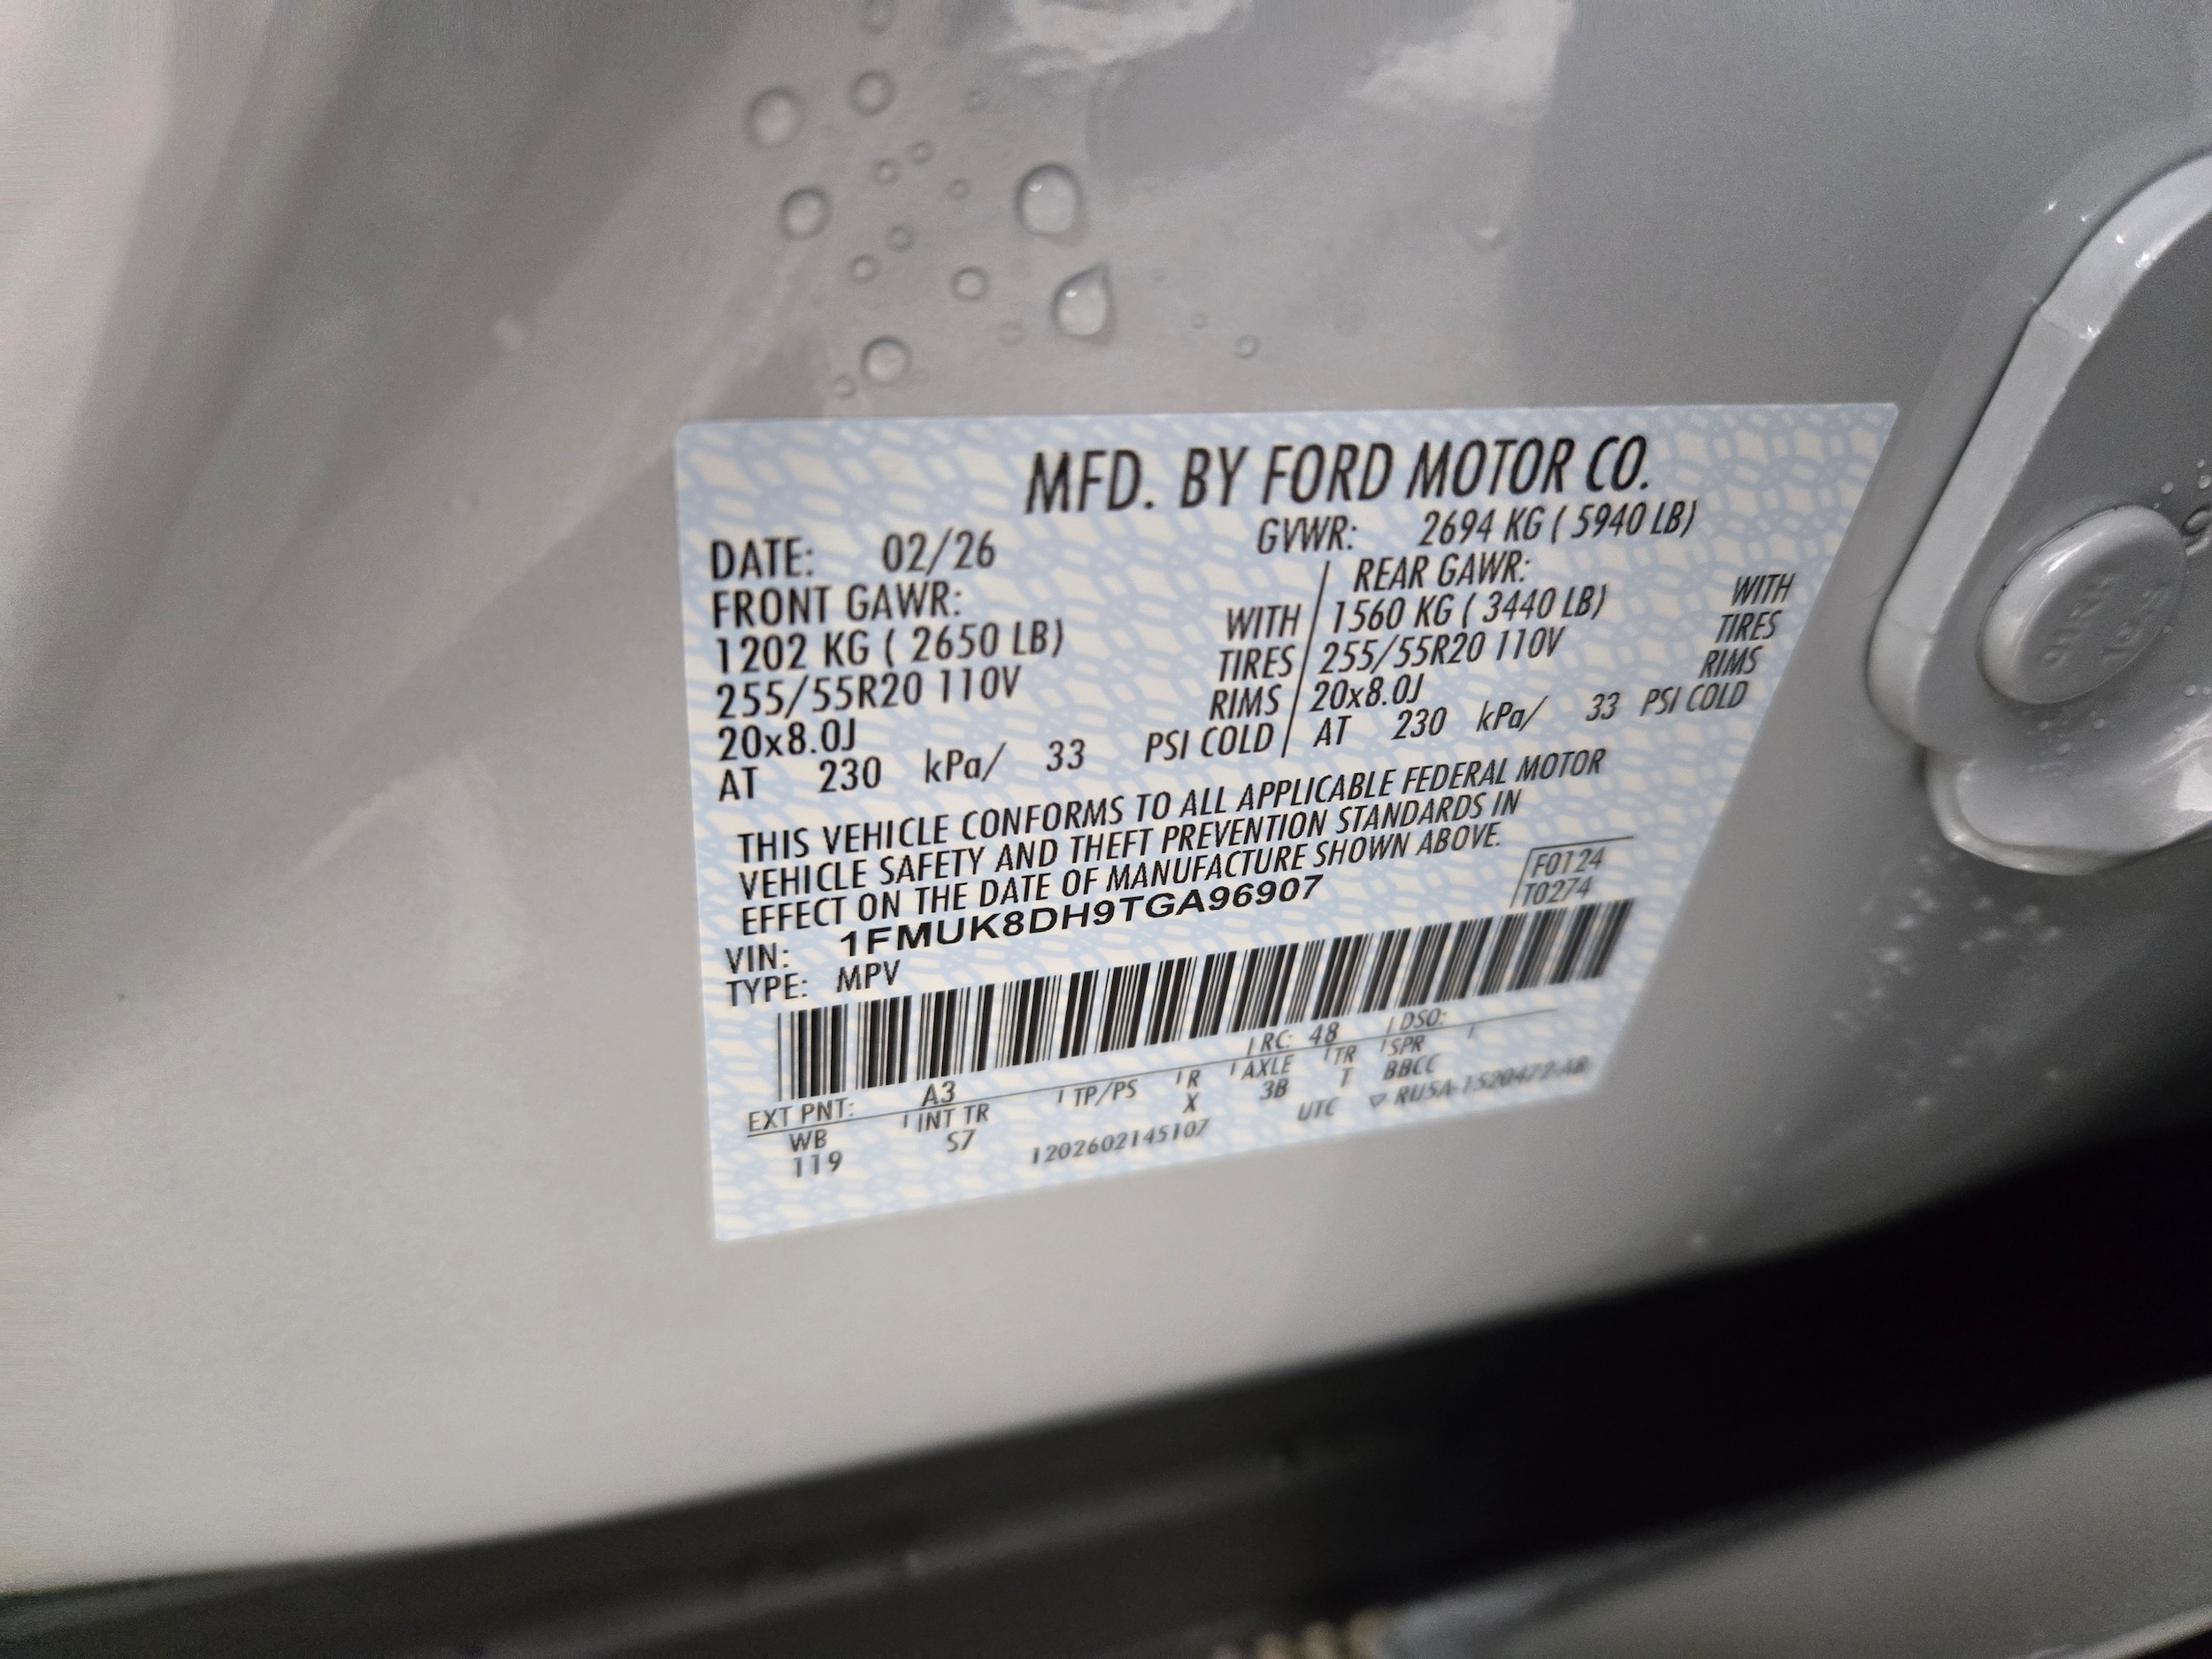 MFD. BY FORD MOTOR CO.
DATE: 02/26 GVWR: 2694 KG ( 5940 LB)
FRONT GAWR: REAR GAWR:
1202 KG ( 2650 LB) WITH 1560 KG ( 3440 LB) WITH
255/55R20 110V TIRES 255/55R20 110V TIRES
20x8.0J RIMS 20x8.0J RIMS
AT 230 kPa/ 33 PSI COLD AT 230 kPa/ 33 PSI COLD
THIS VEHICLE CONFORMS TO ALL APPLICABLE FEDERAL MOTOR
VEHICLE SAFETY AND THEFT PREVENTION STANDARDS IN
EFFECT ON THE DATE OF MANUFACTURE SHOWN ABOVE.
VIN: 1FMUK8DH9TGA96907 F0124
TYPE: MPV T0274
EXT PNT: A3 RC: 48 DSO:
WB INT TR TP/PS R AXLE TR SPR
119 S7 X 3B T BBCC
1202602145107 UTC RU5A-1520472-AB